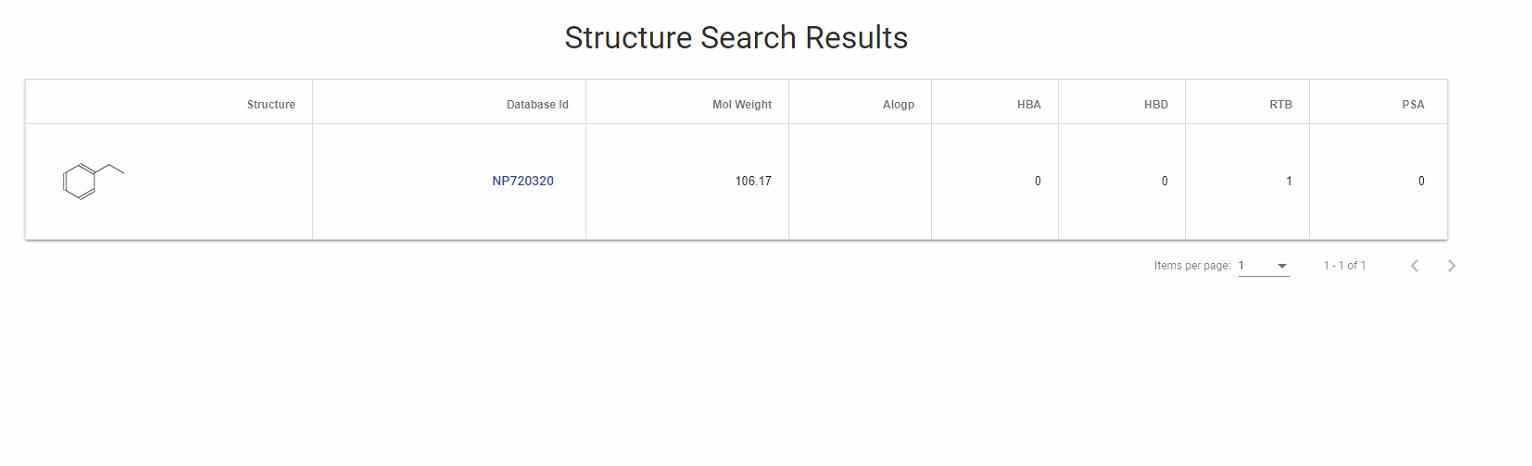 Structure Search Results
Structure Database Id Mol Weight Alogp HBA HBD RTB PSA
NP720320 106.17 0 0 1 0
Items per page: 1 1 - 1 of 1